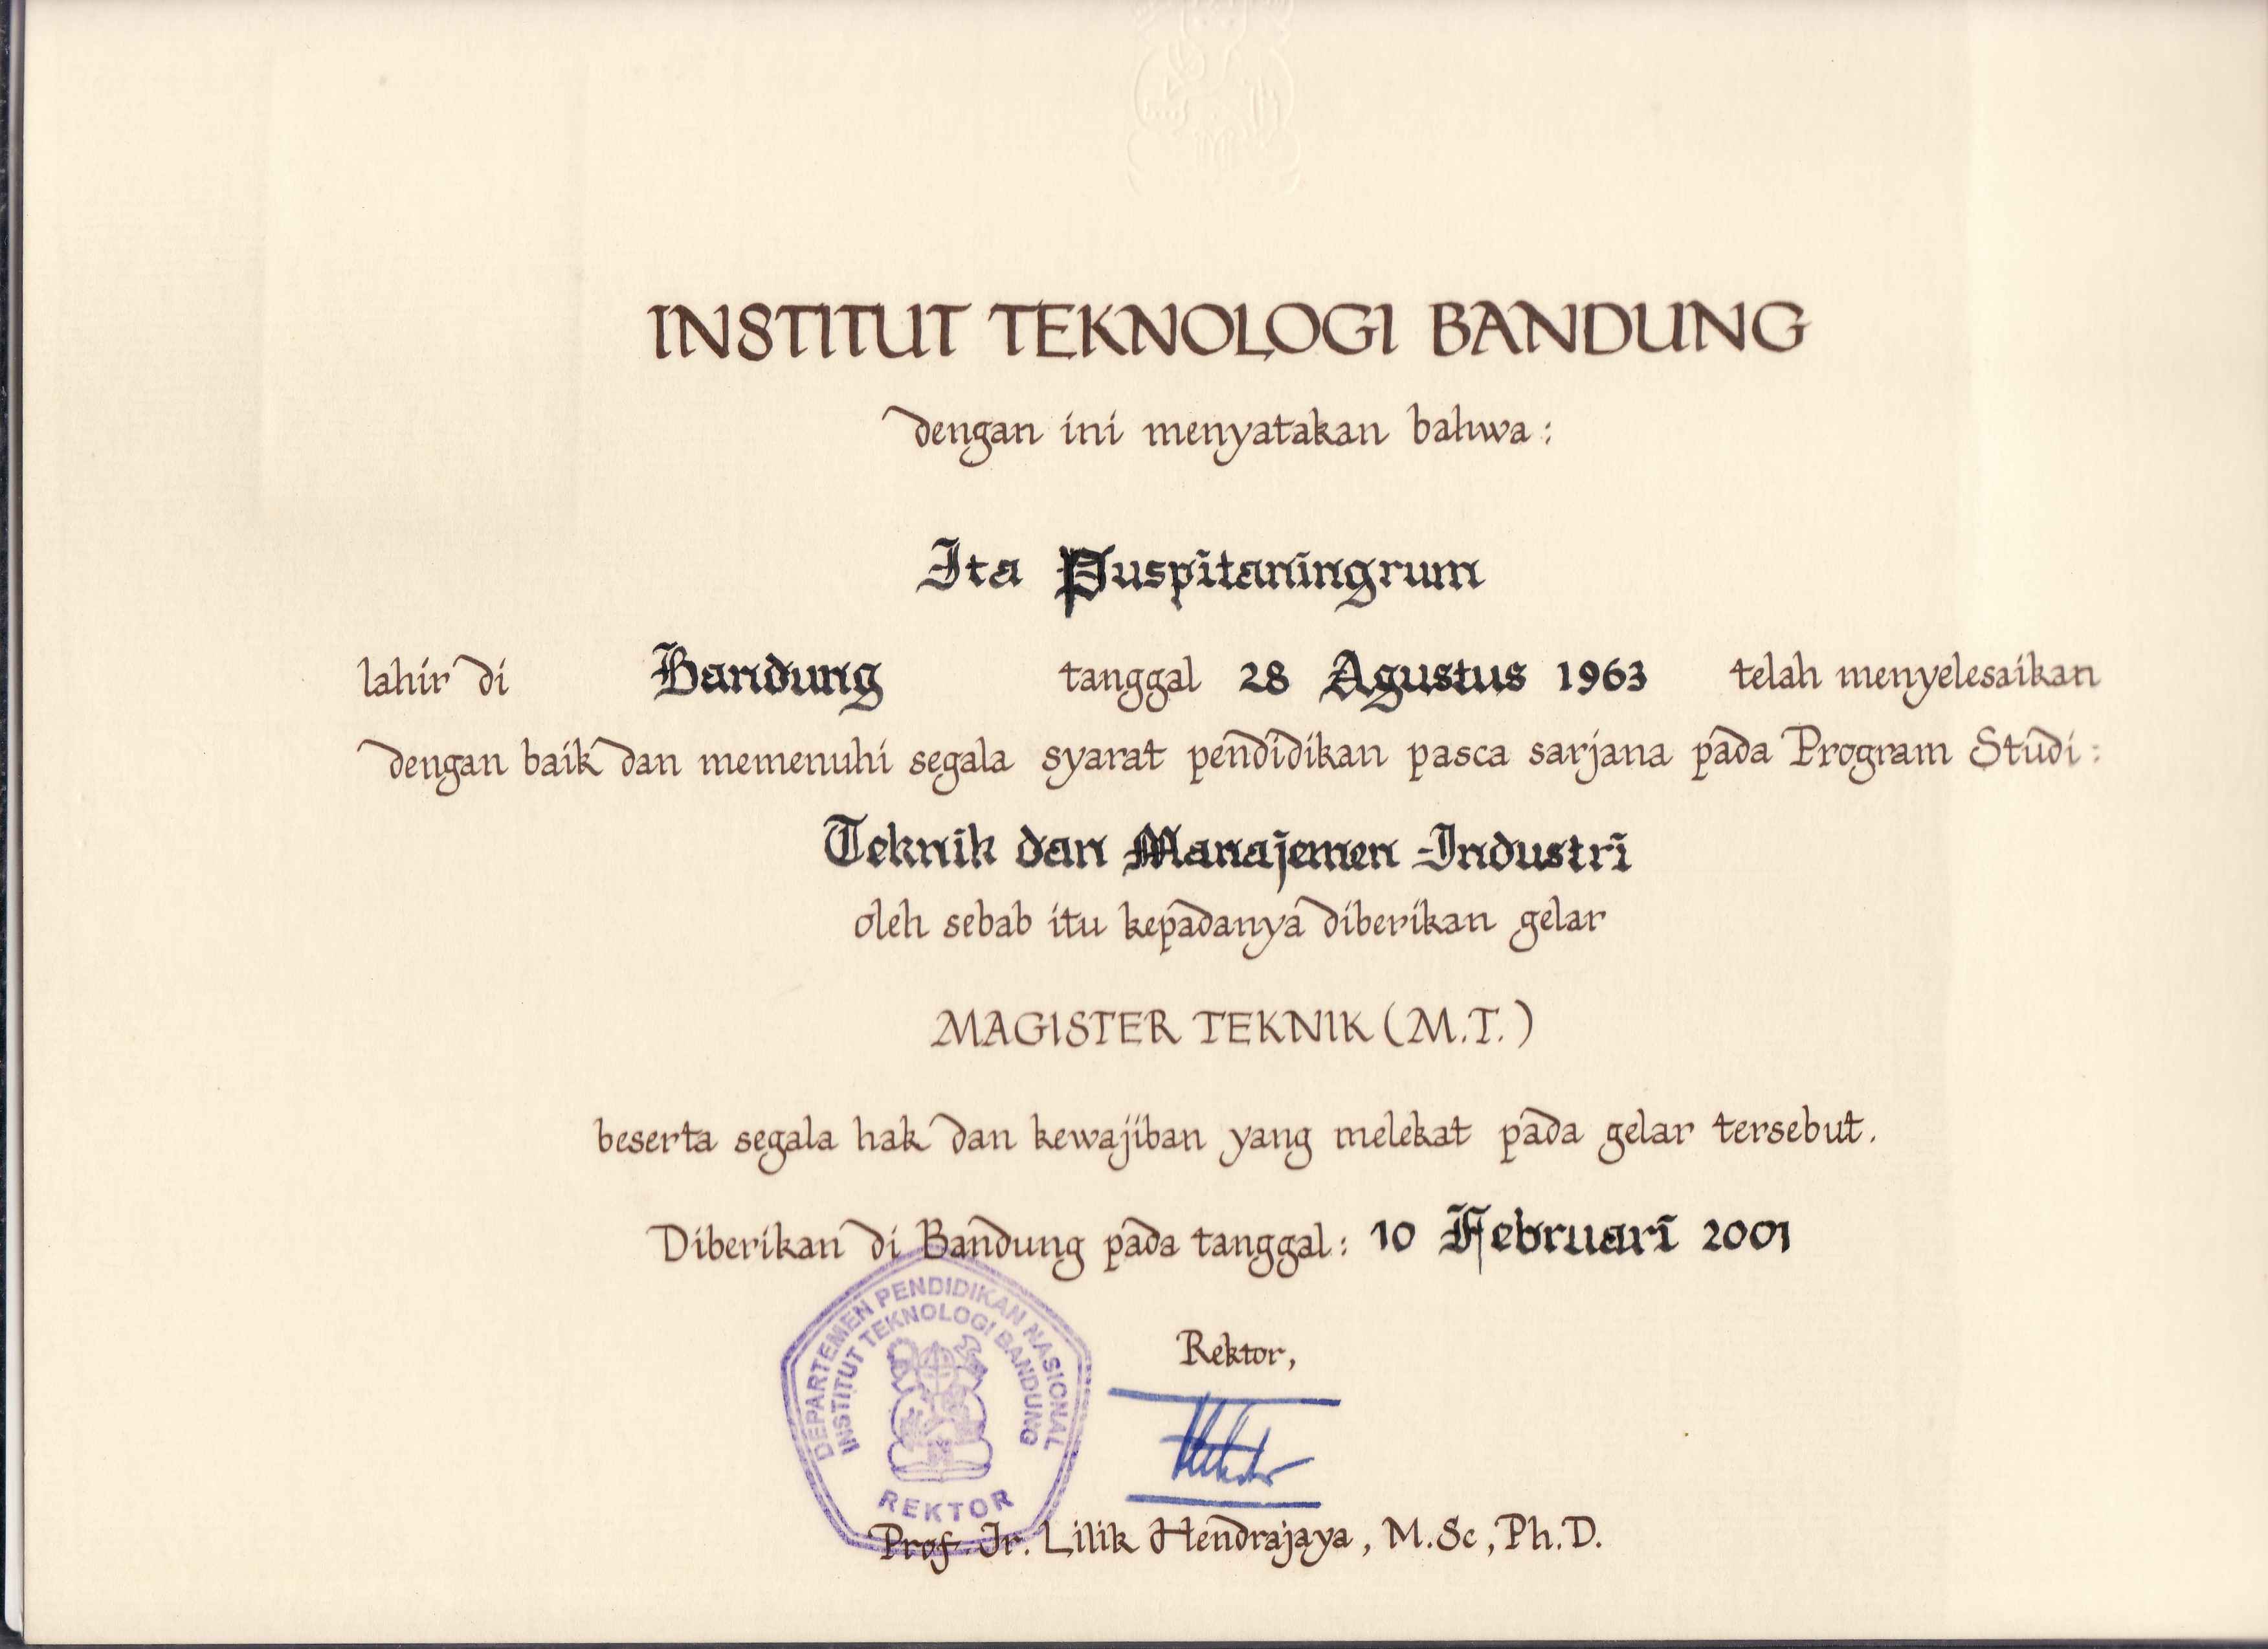 INSTITUT TEKNOLOGI BANDUNG
dengan ini menyatakan bahwa :
Ita Puspitaningrum
lahir di Bandung tanggal 28 Agustus 1963 telah menyelesaikan
dengan baik dan memenuhi segala syarat pendidikan pasca sarjana pada Program Studi :
Teknik dan Manajemen Industri
oleh sebab itu kepadanya diberikan gelar
MAGISTER TEKNIK ( M.T. )
beserta segala hak dan kewajiban yang melekat pada gelar tersebut.
Diberikan di Bandung pada tanggal : 10 Februari 2001
DEPARTEMEN PENDIDIKAN NASIONAL
INSTITUT TEKNOLOGI BANDUNG
REKTOR
Rektor,
Prof. Ir. Lilik Hendrajaya, M.Sc, Ph.D.